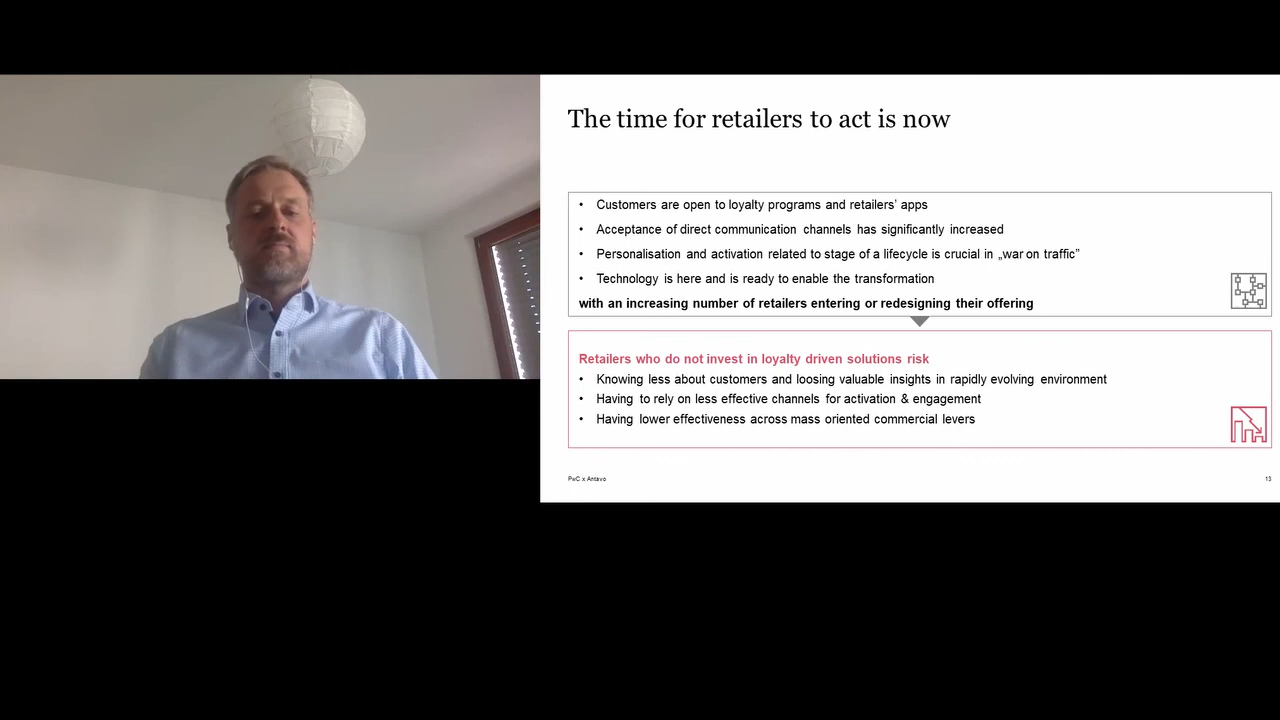 The time for retailers to act is now
• Customers are open to loyalty programs and retailers' apps
• Acceptance of direct communication channels has significantly increased
• Personalisation and activation related to stage of a lifecycle is crucial in „war on traffic”
• Technology is here and is ready to enable the transformation
with an increasing number of retailers entering or redesigning their offering
Retailers who do not invest in loyalty driven solutions risk
• Knowing less about customers and loosing valuable insights in rapidly evolving environment
• Having to rely on less effective channels for activation & engagement
• Having lower effectiveness across mass oriented commercial levers
PwC x Antavo
13